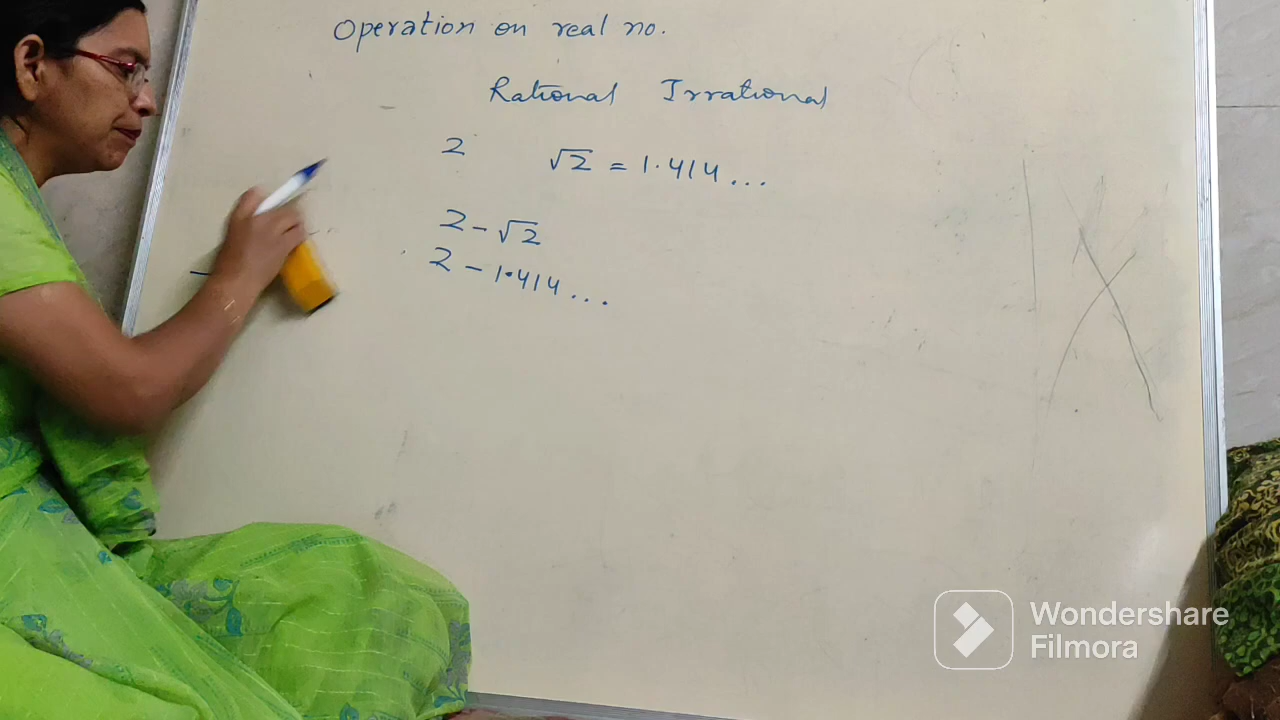 Operation on real no.
Rational Irrational
2 √2 = 1.414...
2 - √2
2 - 1.414...
Wondershare
Filmora